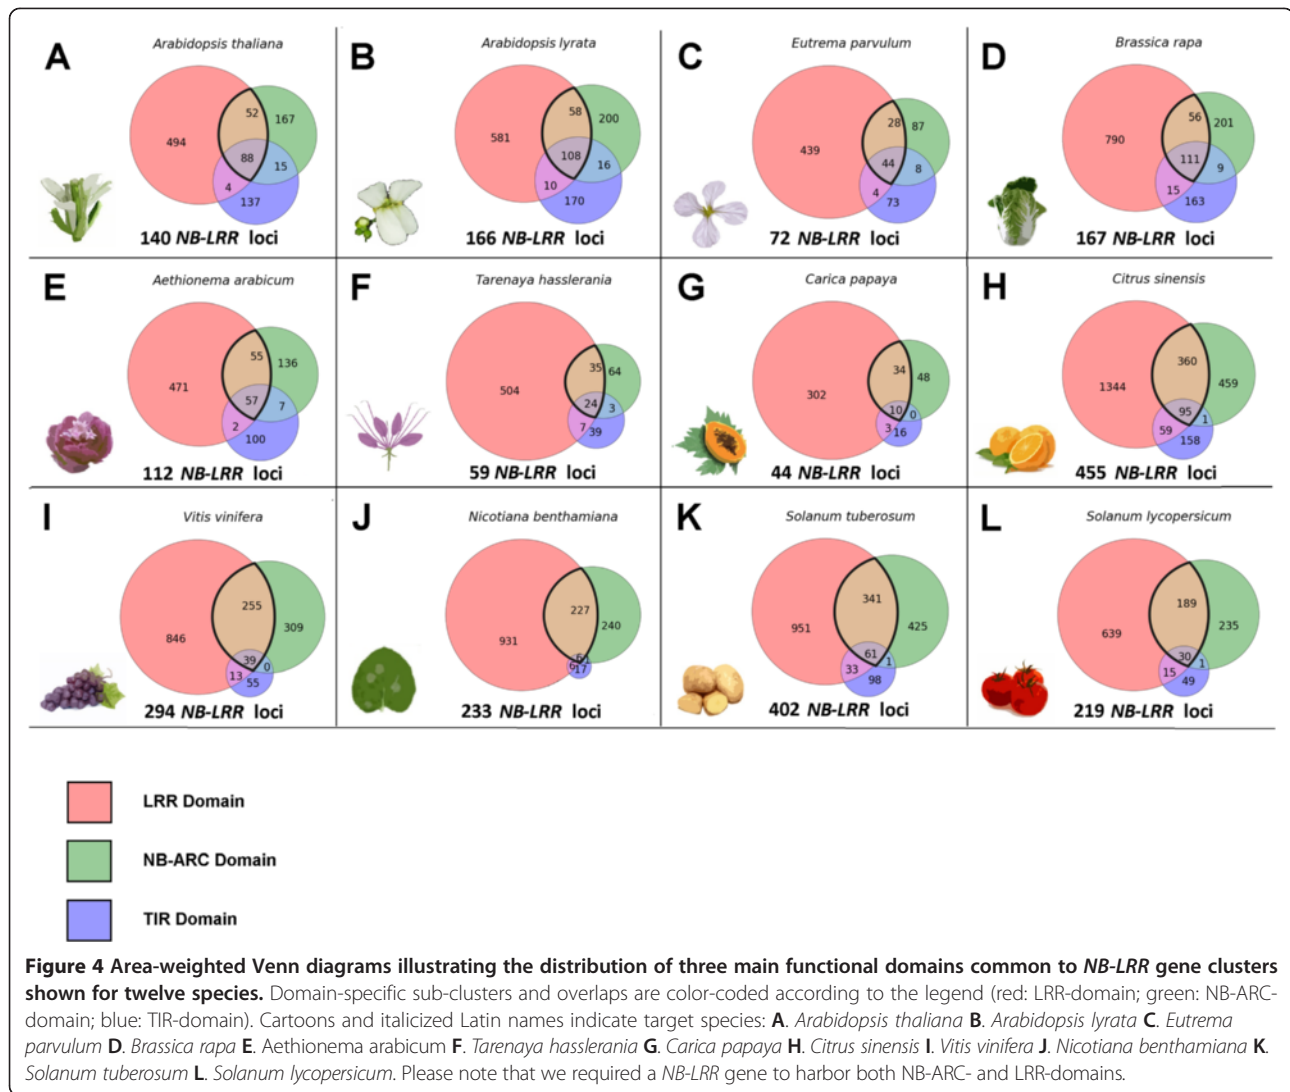 A
Arabidopsis thaliana
494
52
167
88
15
4
137
140 NB-LRR loci
B
Arabidopsis lyrata
581
58
200
108
16
10
170
166 NB-LRR loci
C
Eutrema parvulum
439
28
87
44
8
4
73
72 NB-LRR loci
D
Brassica rapa
790
56
201
111
9
15
163
167 NB-LRR loci
E
Aethionema arabicum
471
55
136
57
7
2
100
112 NB-LRR loci
F
Tarenaya hasslerania
504
35
64
24
3
7
39
59 NB-LRR loci
G
Carica papaya
302
34
48
10
0
3
16
44 NB-LRR loci
H
Citrus sinensis
1344
360
459
95
1
59
158
455 NB-LRR loci
I
Vitis vinifera
846
255
309
39
0
13
55
294 NB-LRR loci
J
Nicotiana benthamiana
931
227
240
6
17
233 NB-LRR loci
K
Solanum tuberosum
951
341
425
61
1
33
98
402 NB-LRR loci
L
Solanum lycopersicum
639
189
235
30
1
15
49
219 NB-LRR loci
LRR Domain
NB-ARC Domain
TIR Domain
Figure 4 Area-weighted Venn diagrams illustrating the distribution of three main functional domains common to NB-LRR gene clusters
shown for twelve species. Domain-specific sub-clusters and overlaps are color-coded according to the legend (red: LRR-domain; green: NB-ARC-
domain; blue: TIR-domain). Cartoons and italicized Latin names indicate target species: A. Arabidopsis thaliana B. Arabidopsis lyrata C. Eutrema
parvulum D. Brassica rapa E. Aethionema arabicum F. Tarenaya hasslerania G. Carica papaya H. Citrus sinensis I. Vitis vinifera J. Nicotiana benthamiana K.
Solanum tuberosum L. Solanum lycopersicum. Please note that we required a NB-LRR gene to harbor both NB-ARC- and LRR-domains.